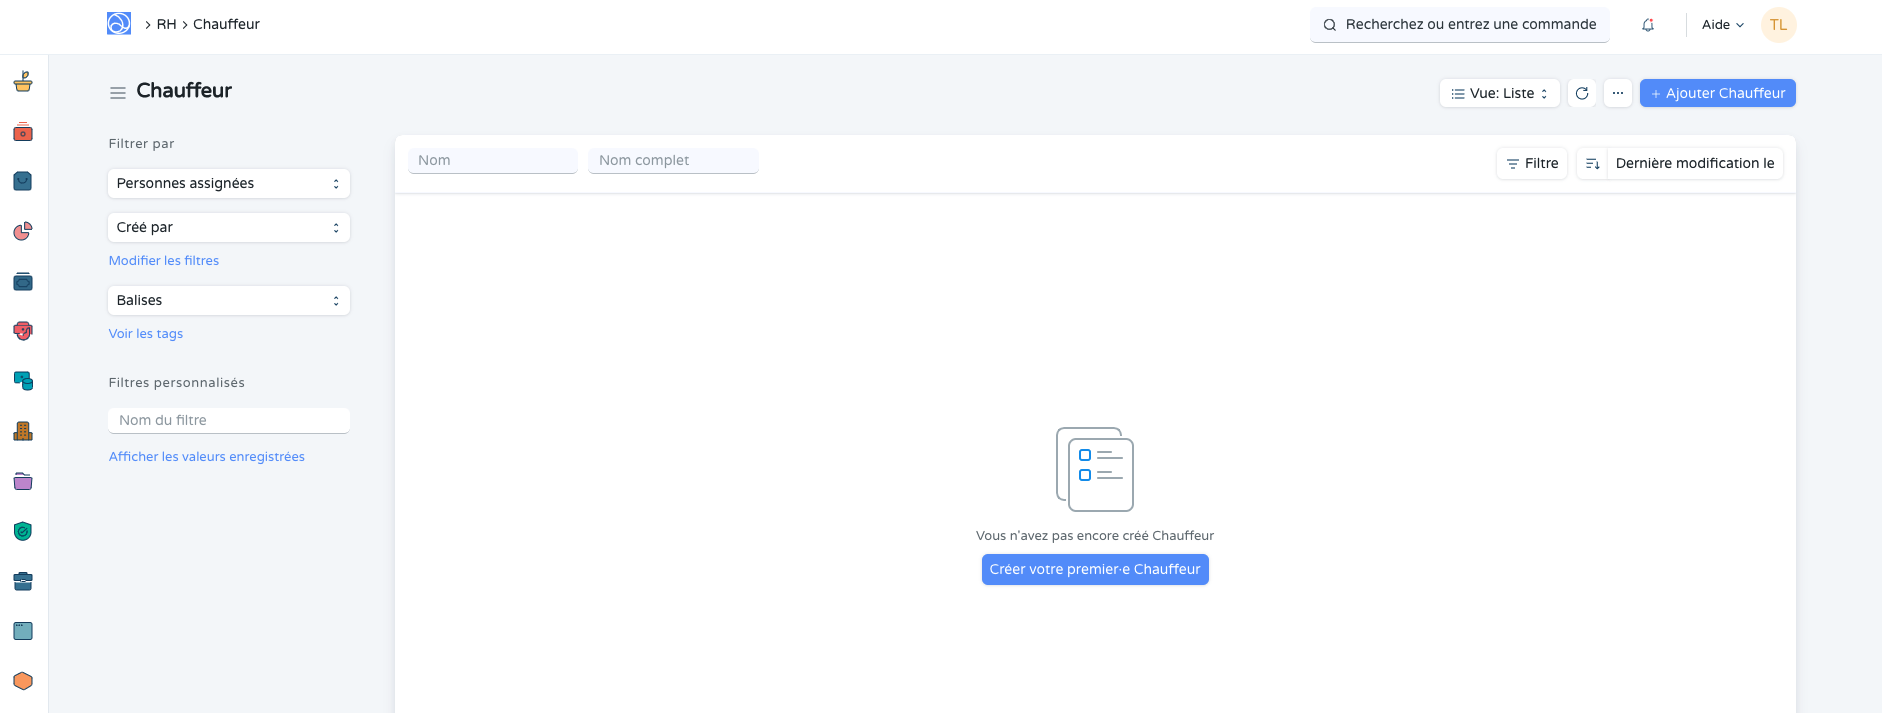 RH
Chauffeur
Recherchez ou entrez une commande
Aide
TL
Chauffeur
Vue: Liste
...
+ Ajouter Chauffeur
Filtrer par
Personnes assignées
Créé par
Modifier les filtres
Balises
Voir les tags
Filtres personnalisés
Nom du filtre
Afficher les valeurs enregistrées
Nom
Nom complet
Filtre
Dernière modification le
Vous n'avez pas encore créé Chauffeur
Créer votre premier·e Chauffeur